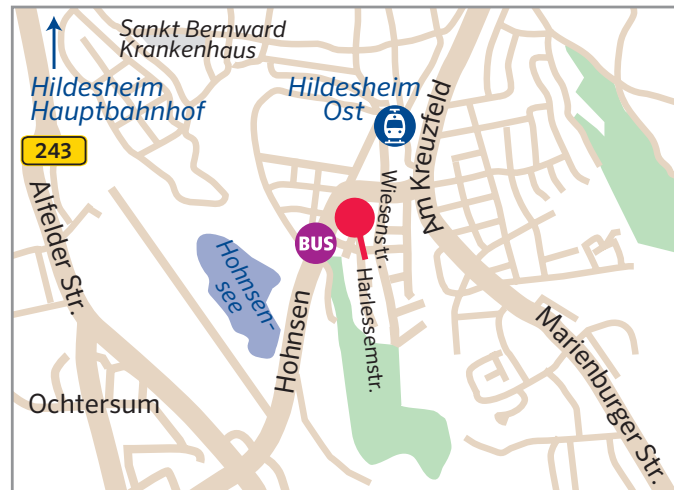 Sankt Bernward
Krankenhaus
Hildesheim
Hauptbahnhof
Hildesheim
Ost
243
Am Kreuzfeld
Alfelder Str.
Wiesenstr.
BUS
Hohnsen-
see
Harlessemstr.
Hohnsen
Marienburger Str.
Ochtersum